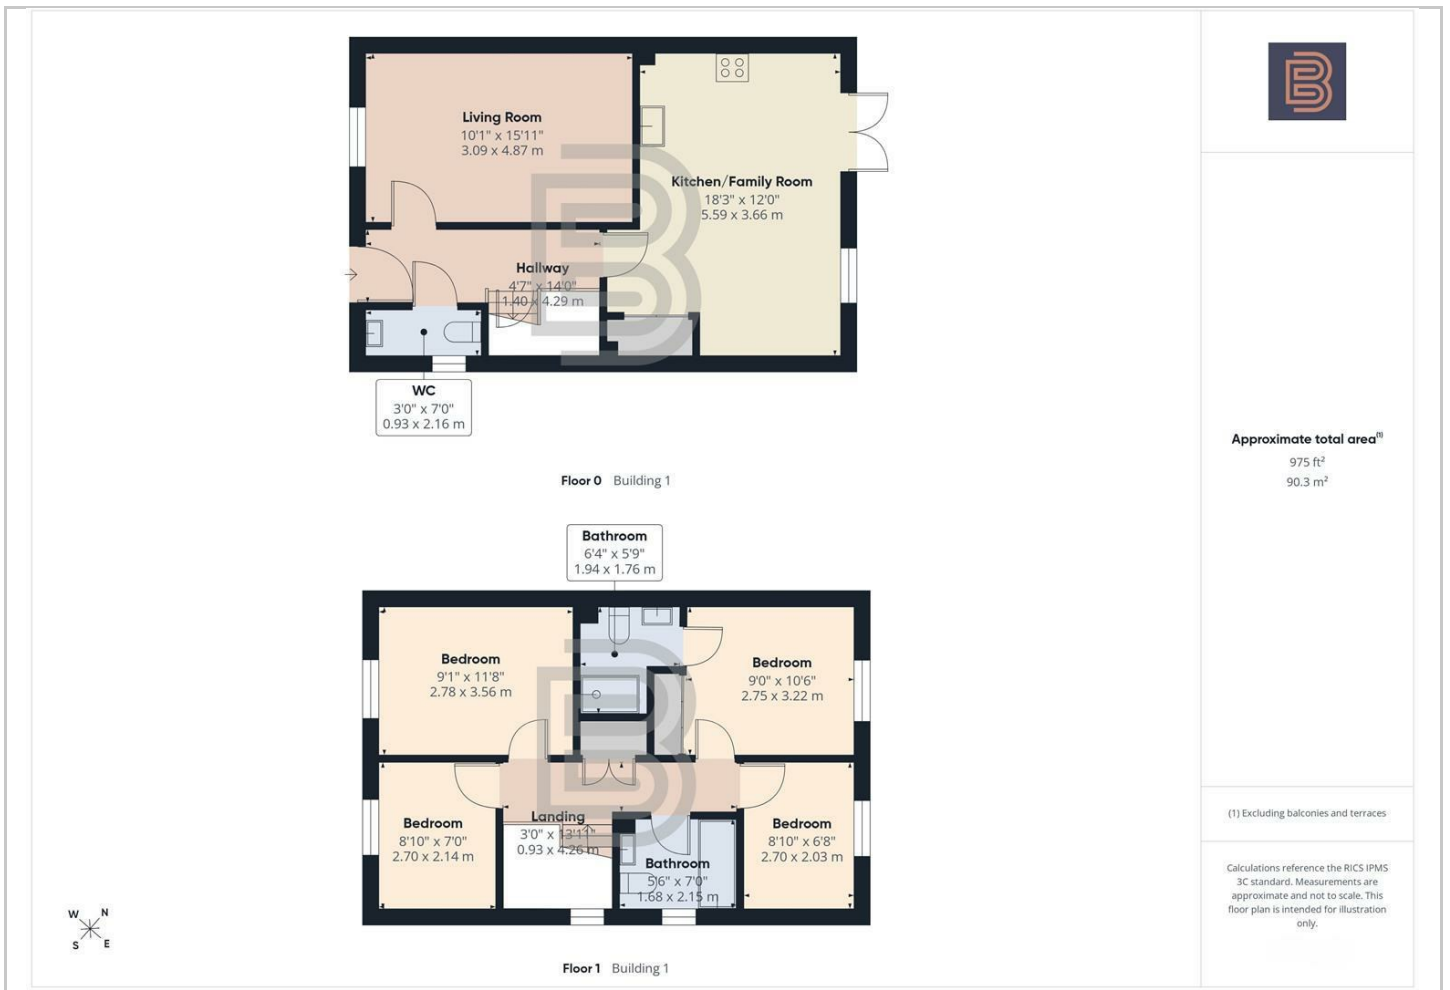 Living Room
10'1" x 15'11"
3.09 x 4.87 m
Kitchen/Family Room
18'3" x 12'0"
5.59 x 3.66 m
Hallway
4'7" x 14'0"
1.40 x 4.29 m
WC
3'0" x 7'0"
0.93 x 2.16 m
Floor 0 Building 1
Bathroom
6'4" x 5'9"
1.94 x 1.76 m
Bedroom
9'1" x 11'8"
2.78 x 3.56 m
Bedroom
9'0" x 10'6"
2.75 x 3.22 m
Bedroom
8'10" x 7'0"
2.70 x 2.14 m
Landing
3'0" x 13'11"
0.93 x 4.26 m
Bathroom
5'6" x 7'0"
1.68 x 2.15 m
Bedroom
8'10" x 6'8"
2.70 x 2.03 m
W N
S E
Floor 1 Building 1
B
Approximate total area(1)
975 ft²
90.3 m²
(1) Excluding balconies and terraces
Calculations reference the RICS IPMS
3C standard. Measurements are
approximate and not to scale. This
floor plan is intended for illustration
only.